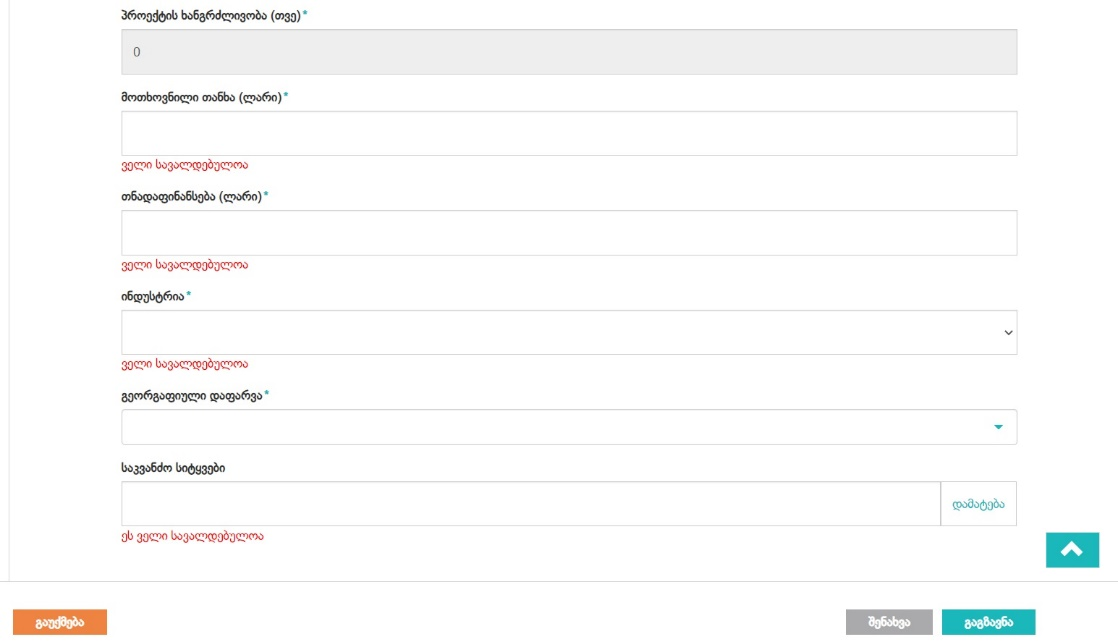 პროექტის ხანგრძლივობა (თვე) *
0
მოთხოვნილი თანხა (ლარი) *
ველი სავალდებულოა
თნადაფინანსება (ლარი) *
ველი სავალდებულოა
ინდუსტრია *
ველი სავალდებულოა
გეორგაფიული დაფარვა *
საკვანძო სიტყვები
დამატება
ეს ველი სავალდებულოა
გაუქმება
შენახვა
გაგზავნა